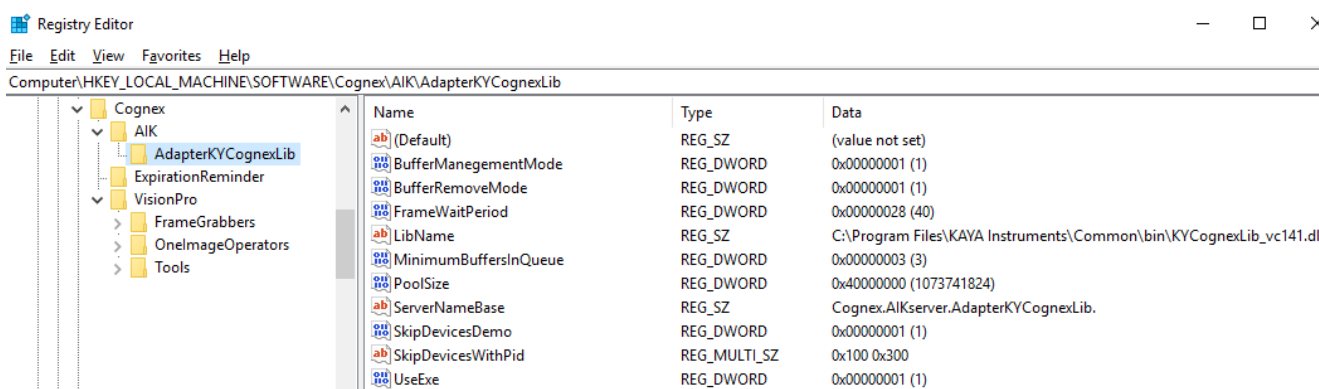 Registry Editor
File Edit View Favorites Help
Computer\HKEY_LOCAL_MACHINE\SOFTWARE\Cognex\AIK\AdapterKYCognexLib
Cognex
AIK
AdapterKYCognexLib
ExpirationReminder
VisionPro
FrameGrabbers
OneImageOperators
Tools
Name Type Data
ab (Default) REG_SZ (value not set)
BufferManegementMode REG_DWORD 0x00000001 (1)
BufferRemoveMode REG_DWORD 0x00000001 (1)
FrameWaitPeriod REG_DWORD 0x00000028 (40)
ab LibName REG_SZ C:\Program Files\KAYA Instruments\Common\bin\KYCognexLib_vc141.dl
MinimumBuffersInQueue REG_DWORD 0x00000003 (3)
PoolSize REG_DWORD 0x40000000 (1073741824)
ab ServerNameBase REG_SZ Cognex.AIKserver.AdapterKYCognexLib.
SkipDevicesDemo REG_DWORD 0x00000001 (1)
ab SkipDevicesWithPid REG_MULTI_SZ 0x100 0x300
UseExe REG_DWORD 0x00000001 (1)